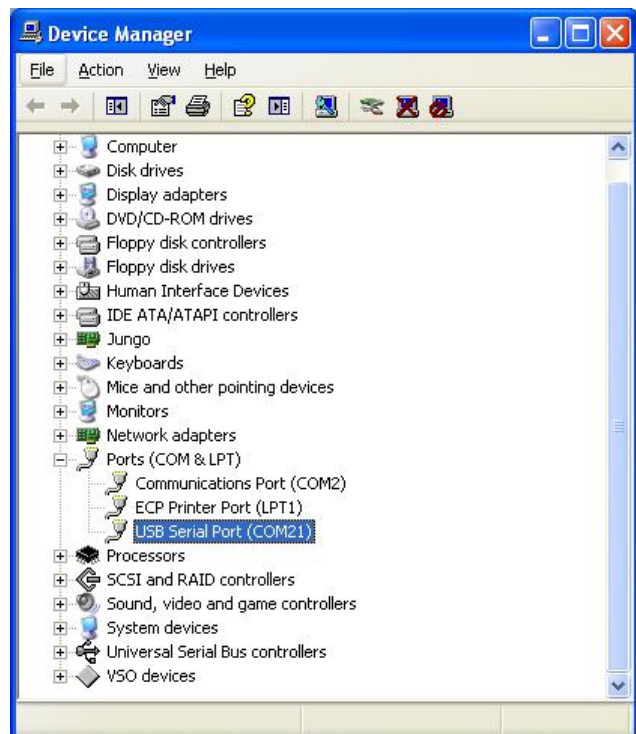 Device Manager
File Action View Help
Computer
Disk drives
Display adapters
DVD/CD-ROM drives
Floppy disk controllers
Floppy disk drives
Human Interface Devices
IDE ATA/ATAPI controllers
Jungo
Keyboards
Mice and other pointing devices
Monitors
Network adapters
Ports (COM & LPT)
Communications Port (COM2)
ECP Printer Port (LPT1)
USB Serial Port (COM21)
Processors
SCSI and RAID controllers
Sound, video and game controllers
System devices
Universal Serial Bus controllers
VSO devices